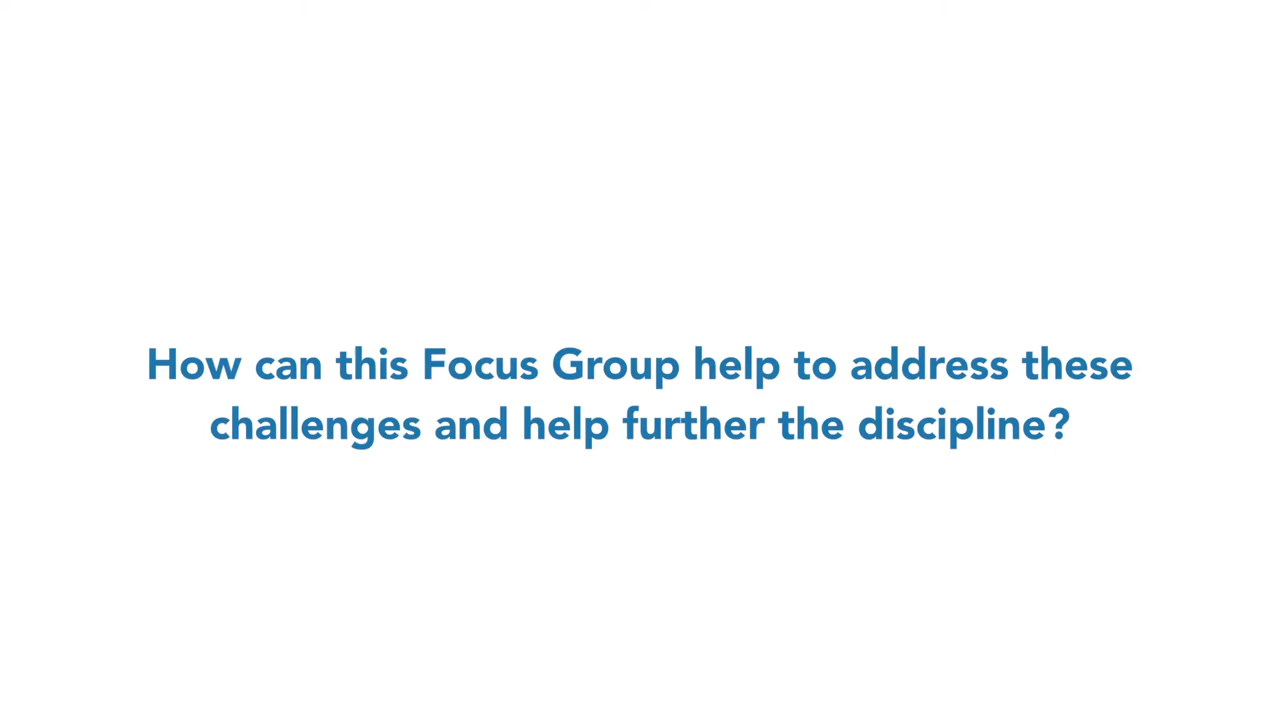 How can this Focus Group help to address these
challenges and help further the discipline?